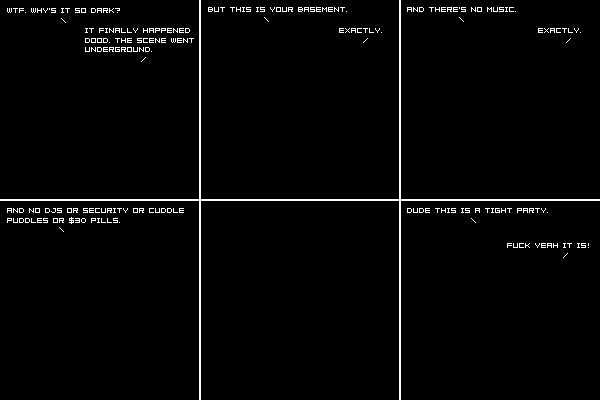 WTF. WHY'S IT SO DARK?
IT FINALLY HAPPENED
DOOD. THE SCENE WENT
UNDERGROUND.
BUT THIS IS YOUR BASEMENT.
EXACTLY.
AND THERE'S NO MUSIC.
EXACTLY.
AND NO DJS OR SECURITY OR CUDDLE
PUDDLES OR $30 PILLS.
DUDE THIS IS A TIGHT PARTY.
FUCK YEAH IT IS!